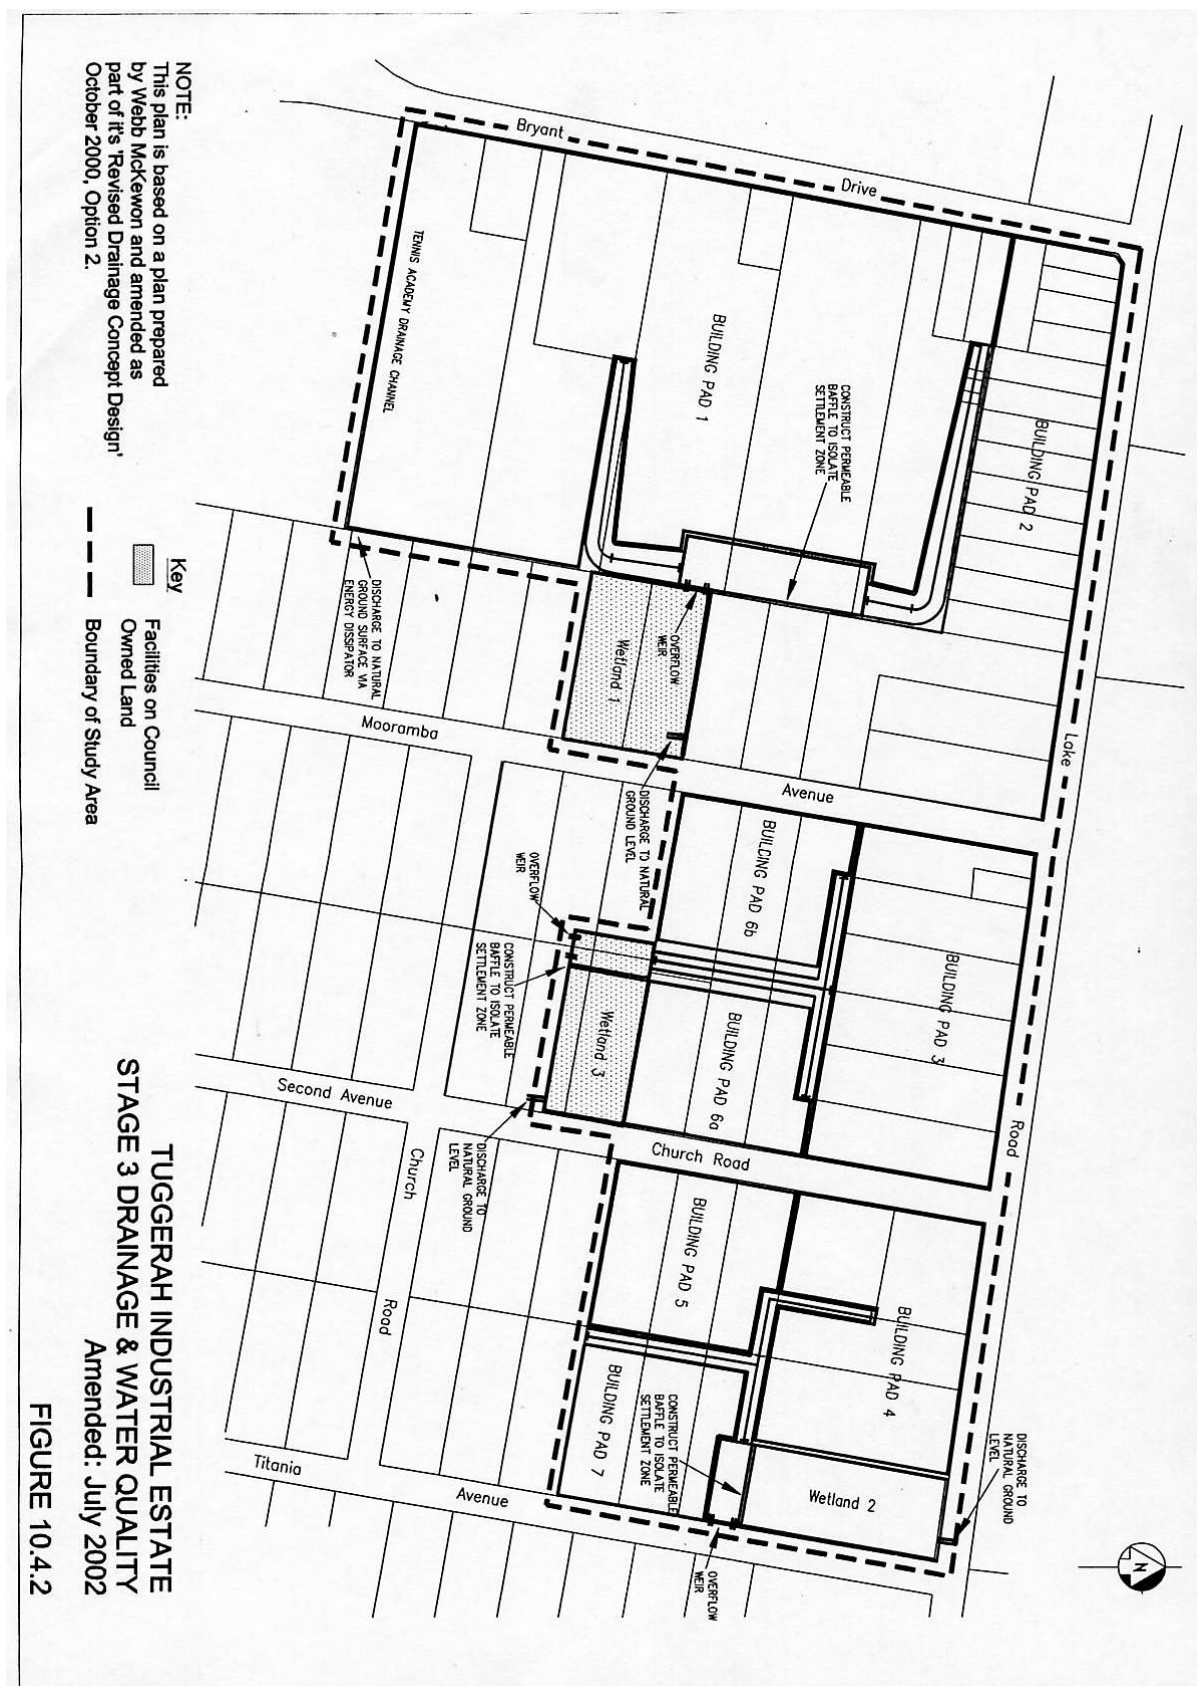 Bryant
Drive
BUILDING PAD 1
BUILDING PAD 2
CONSTRUCT PERMEABLE
BAFFLE TO ISOLATE
SETTLEMENT ZONE
TENNIS ACADEMY DRAINAGE CHANNEL
Lake
Road
DISCHARGE TO NATURAL
GROUND SURFACE VIA
ENERGY DISSIPATOR
Wetland 1
OVERFLOW
WEIR
Mooramba
Avenue
DISCHARGE TO NATURAL
GROUND LEVEL
BUILDING PAD 6b
BUILDING PAD 3
OVERFLOW
WEIR
CONSTRUCT PERMEABLE
BAFFLE TO ISOLATE
SETTLEMENT ZONE
Wetland 3
BUILDING PAD 6a
Second Avenue
Church Road
DISCHARGE TO
NATURAL GROUND
LEVEL
Church
Road
BUILDING PAD 5
BUILDING PAD 4
BUILDING PAD 7
CONSTRUCT PERMEABLE
BAFFLE TO ISOLATE
SETTLEMENT ZONE
Wetland 2
DISCHARGE TO
NATURAL GROUND
LEVEL
OVERFLOW
WEIR
Titania
Avenue
N
NOTE:
This plan is based on a plan prepared
by Webb McKewon and amended as
part of it's 'Revised Drainage Concept Design'
October 2000, Option 2.
Key
Facilities on Council
Owned Land
Boundary of Study Area
TUGGERAH INDUSTRIAL ESTATE
STAGE 3 DRAINAGE & WATER QUALITY
Amended: July 2002
FIGURE 10.4.2